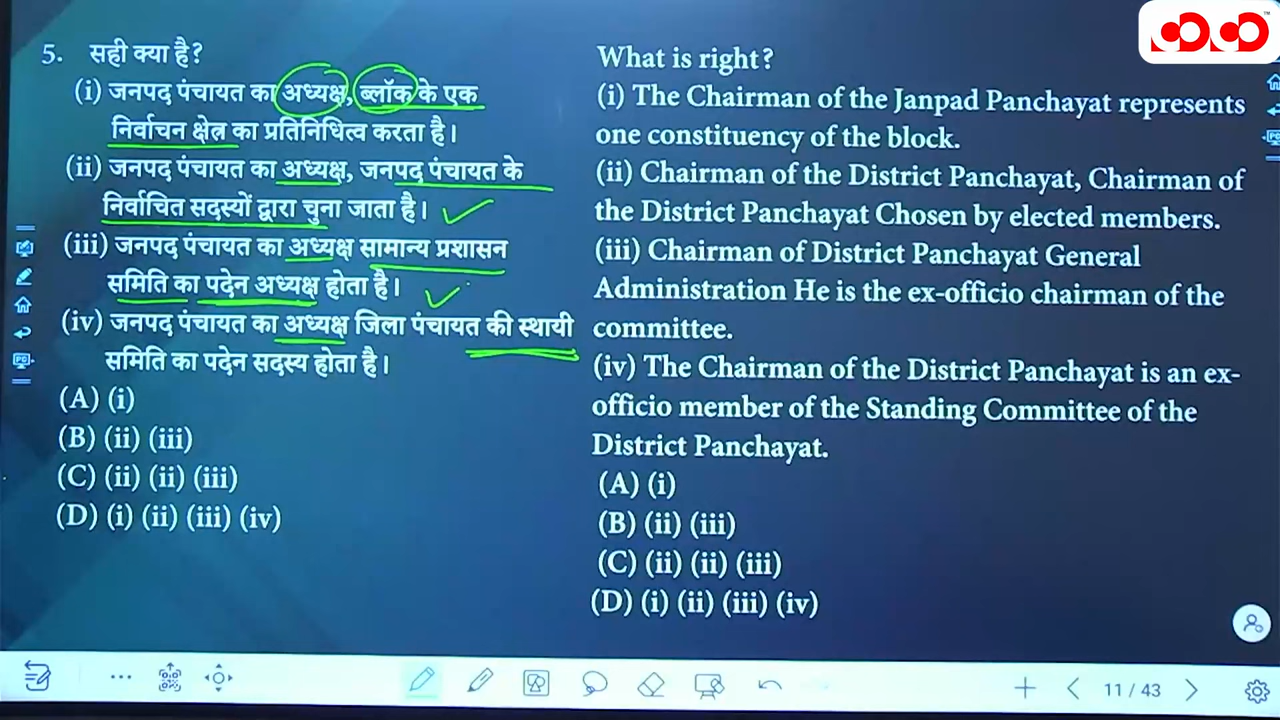 5. सही क्या है?
(i) जनपद पंचायत का अध्यक्ष, ब्लॉक के एक
निर्वाचन क्षेत्र का प्रतिनिधित्व करता है।
(ii) जनपद पंचायत का अध्यक्ष, जनपद पंचायत के
निर्वाचित सदस्यों द्वारा चुना जाता है।
(iii) जनपद पंचायत का अध्यक्ष सामान्य प्रशासन
समिति का पदेन अध्यक्ष होता है।
(iv) जनपद पंचायत का अध्यक्ष जिला पंचायत की स्थायी
समिति का पदेन सदस्य होता है।
(A) (i)
(B) (ii) (iii)
(C) (ii) (ii) (iii)
(D) (i) (ii) (iii) (iv)
What is right?
(i) The Chairman of the Janpad Panchayat represents
one constituency of the block.
(ii) Chairman of the District Panchayat, Chairman of
the District Panchayat Chosen by elected members.
(iii) Chairman of District Panchayat General
Administration He is the ex-officio chairman of the
committee.
(iv) The Chairman of the District Panchayat is an ex-
officio member of the Standing Committee of the
District Panchayat.
(A) (i)
(B) (ii) (iii)
(C) (ii) (ii) (iii)
(D) (i) (ii) (iii) (iv)
11 / 43